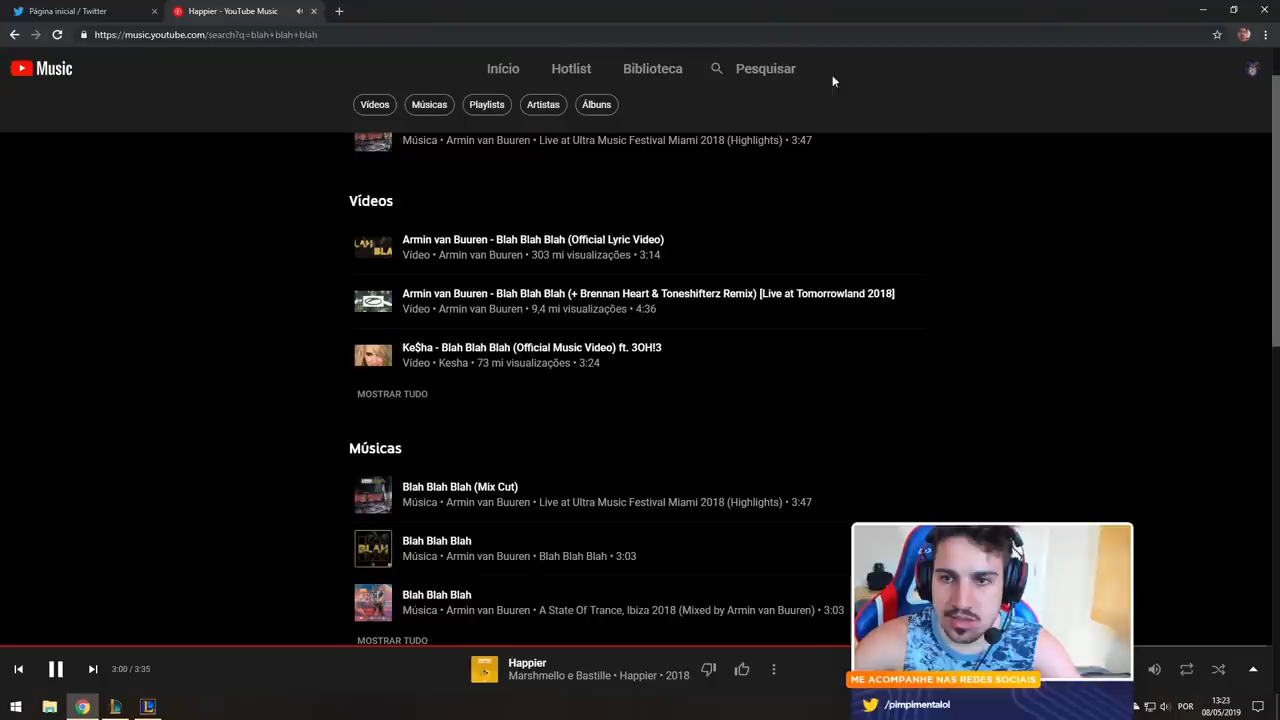 Página inicial / Twitter
Happier - YouTube Music
https://music.youtube.com/search?q=blah+blah+blah
Music
Início
Hotlist
Biblioteca
Pesquisar
Vídeos
Músicas
Playlists
Artistas
Álbuns
Música • Armin van Buuren • Live at Ultra Music Festival Miami 2018 (Highlights) • 3:47
Vídeos
Armin van Buuren - Blah Blah Blah (Official Lyric Video)
Vídeo • Armin van Buuren • 303 mi visualizações • 3:14
Armin van Buuren - Blah Blah Blah (+ Brennan Heart & Toneshifterz Remix) [Live at Tomorrowland 2018]
Vídeo • Armin van Buuren • 9,4 mi visualizações • 4:36
Ke$ha - Blah Blah Blah (Official Music Video) ft. 3OH!3
Vídeo • Kesha • 73 mi visualizações • 3:24
MOSTRAR TUDO
Músicas
Blah Blah Blah (Mix Cut)
Música • Armin van Buuren • Live at Ultra Music Festival Miami 2018 (Highlights) • 3:47
Blah Blah Blah
Música • Armin van Buuren • Blah Blah Blah • 3:03
Blah Blah Blah
Música • Armin van Buuren • A State Of Trance, Ibiza 2018 (Mixed by Armin van Buuren) • 3:03
MOSTRAR TUDO
3:00 / 3:35
Happier
Marshmello e Bastille • Happier • 2018
ME ACOMPANHE NAS REDES SOCIAIS
/pimpimentalol
POR
13:23
08/05/2019